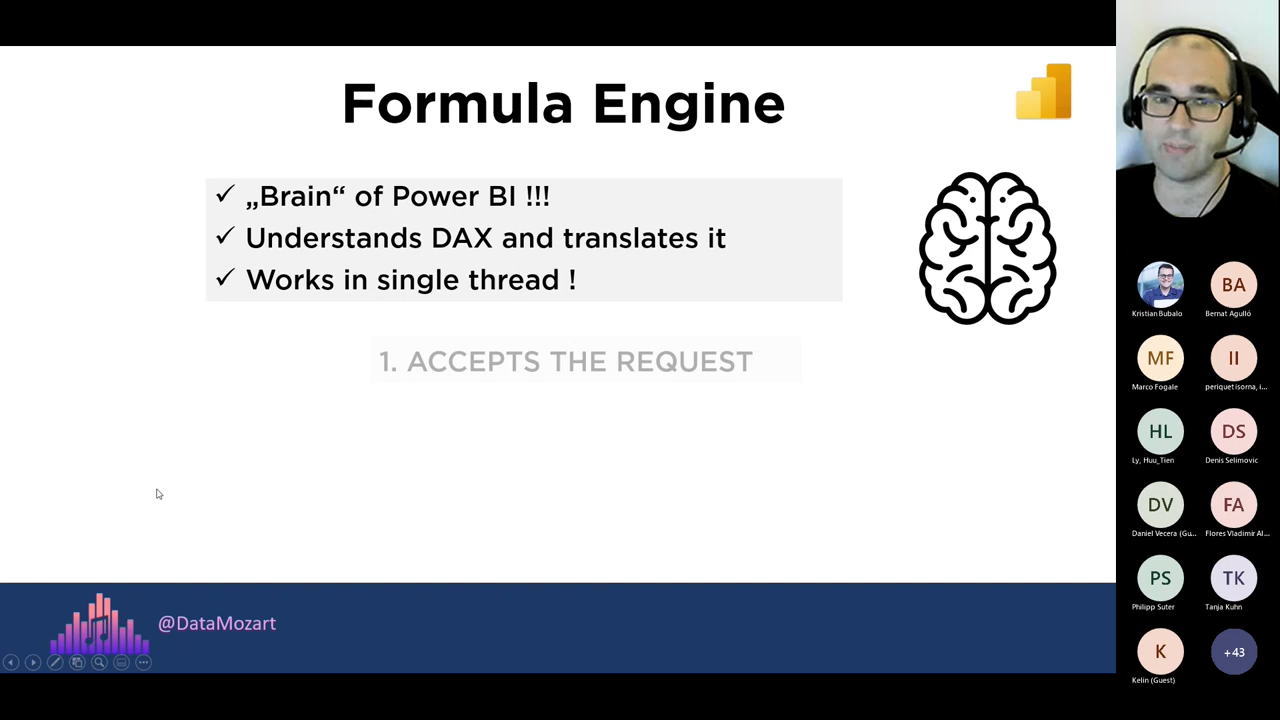 Formula Engine
✓ „Brain“ of Power BI !!!
✓ Understands DAX and translates it
✓ Works in single thread !
1. ACCEPTS THE REQUEST
@DataMozart
Kristian Bubalo
BA
Bernat Agulló
MF
Marco Fogale
II
periquet isorna, i...
HL
Ly, Huu_Tien
DS
Denis Selimovic
DV
Daniel Vecera (Gu...
FA
Flores Vladimir Al...
PS
Philipp Suter
TK
Tanja Kuhn
K
Kelin (Guest)
+43